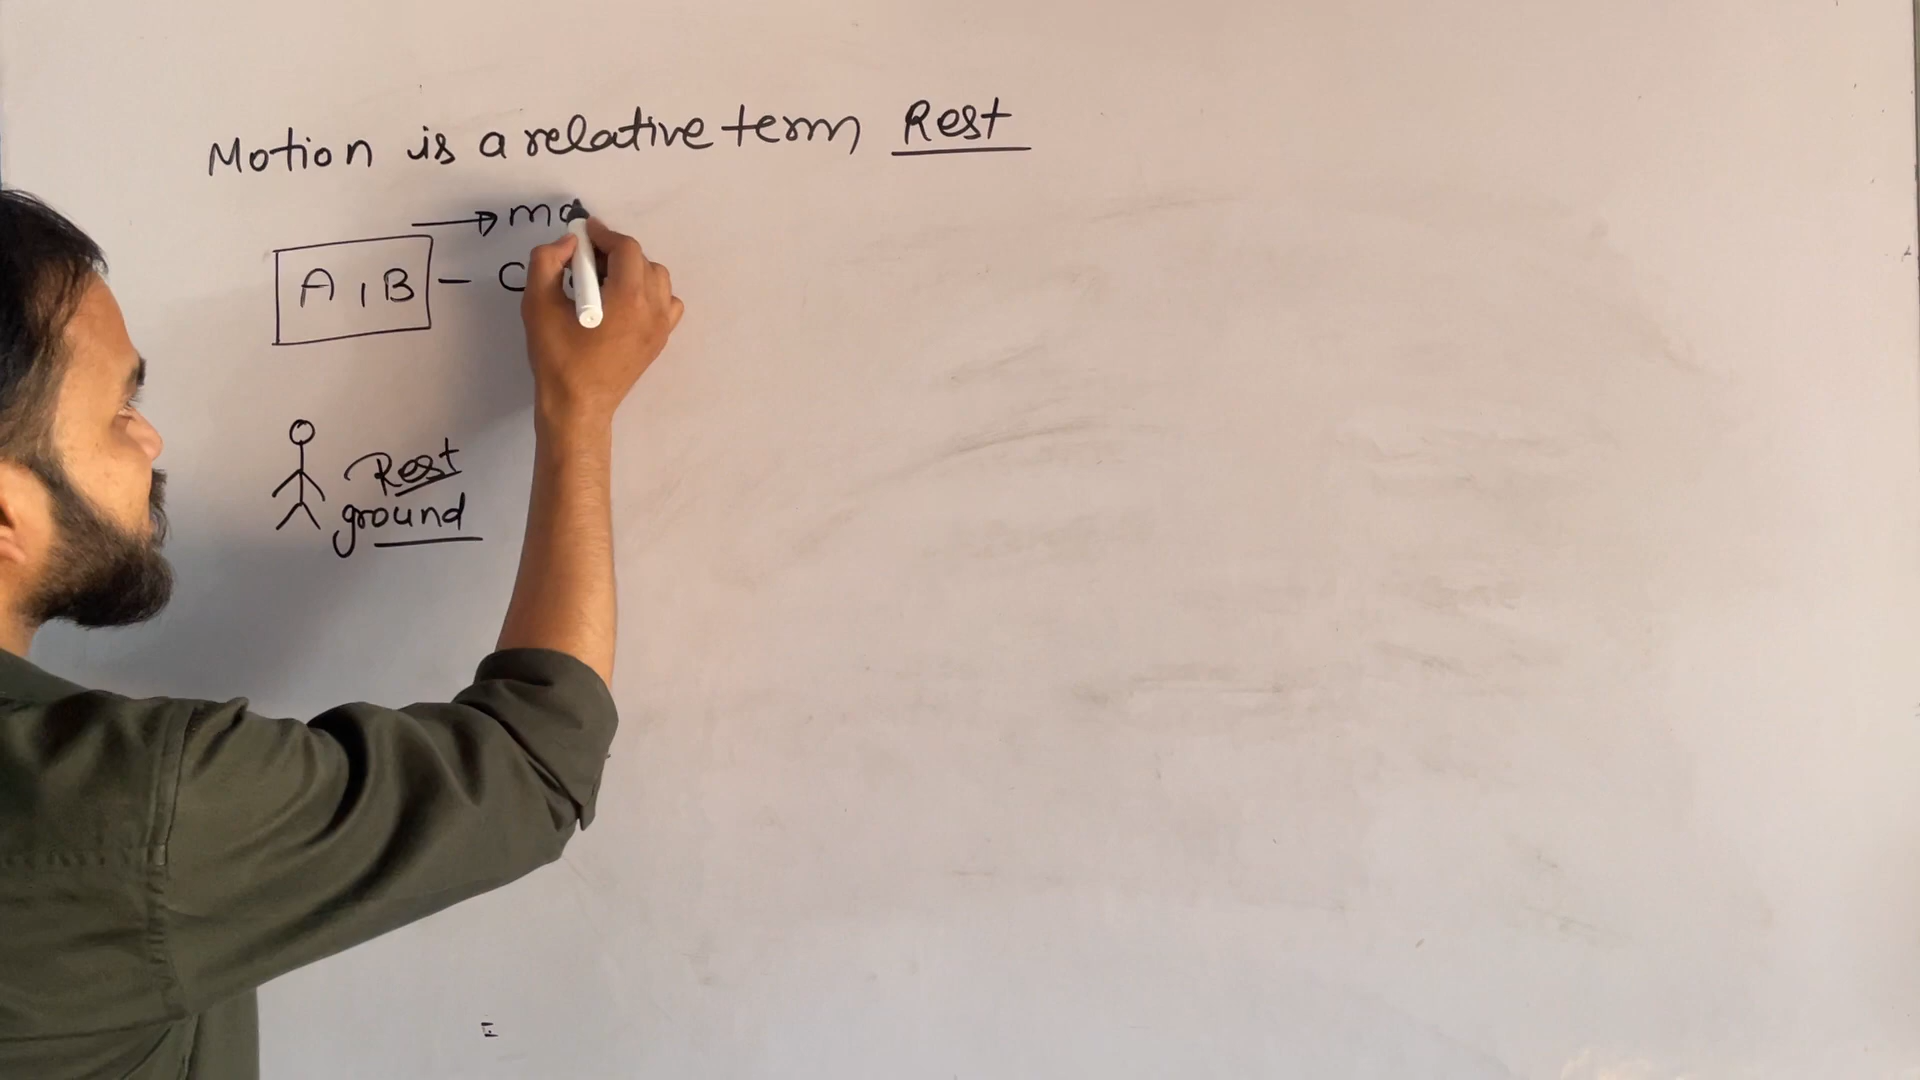 Motion is a relative term Rest
A, B -
Rest
ground